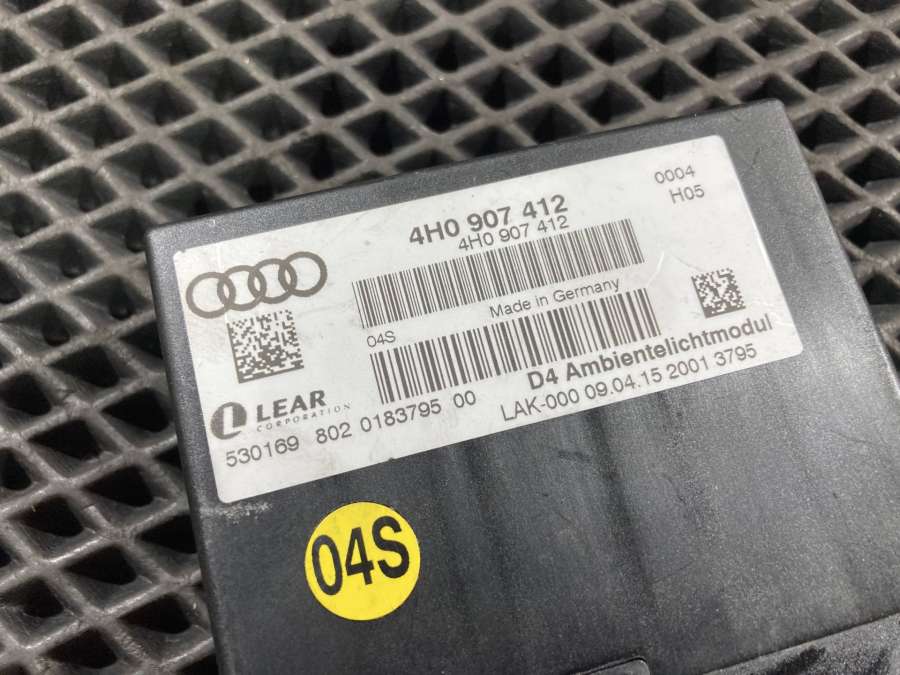 0004
H05
4H0 907 412
4H0 907 412
04S
Made in Germany
D4 Ambientelichtmodul
LAK-000 09.04.15 2001 3795
LEAR
CORPORATION
530169 802 0183795 00
04S